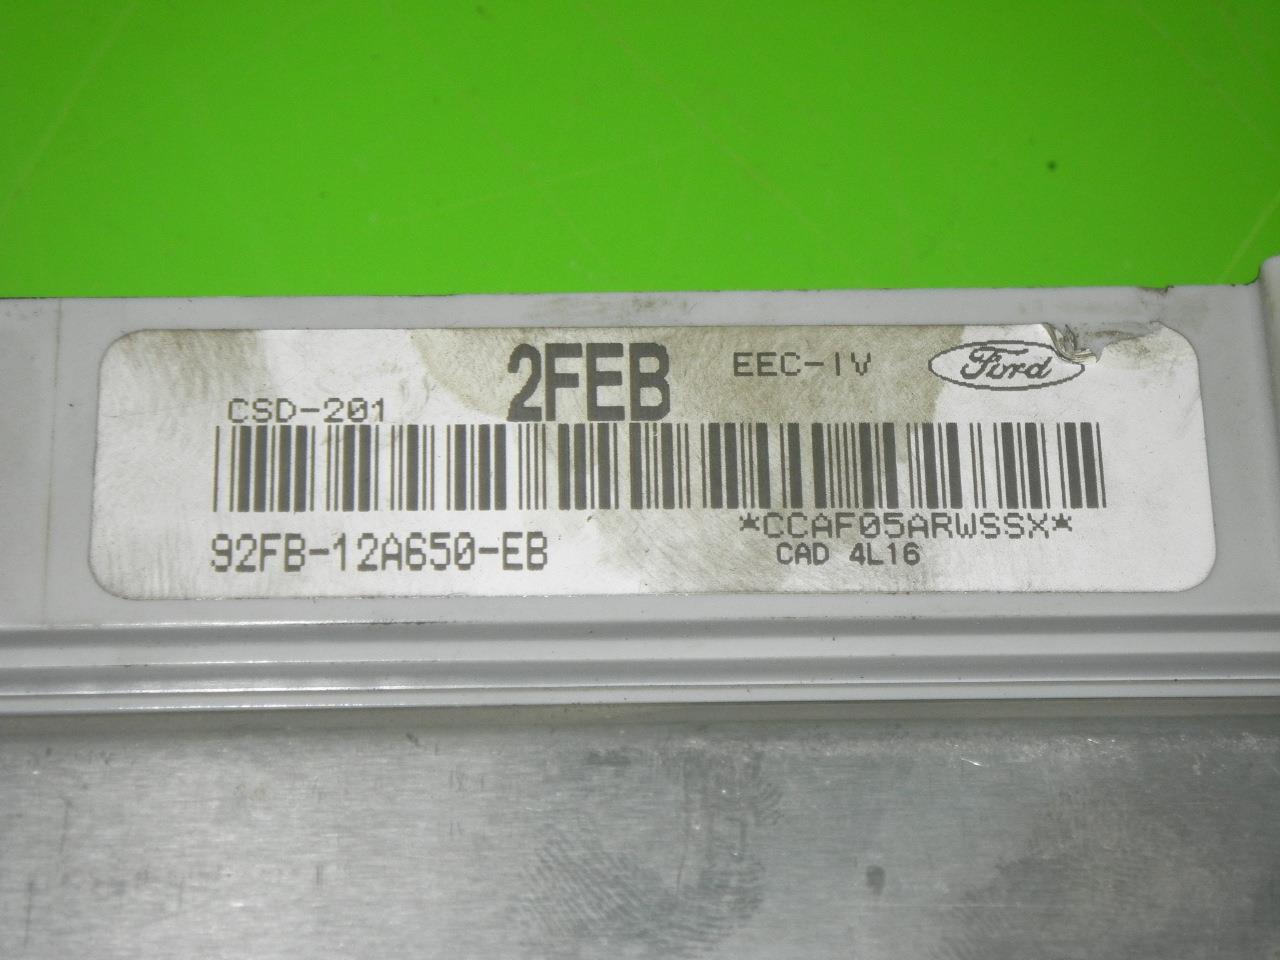 2FEB
EEC-IV
Ford
CSD-201
92FB-12A650-EB
*CCAF05ARWSSX*
CAD 4L16